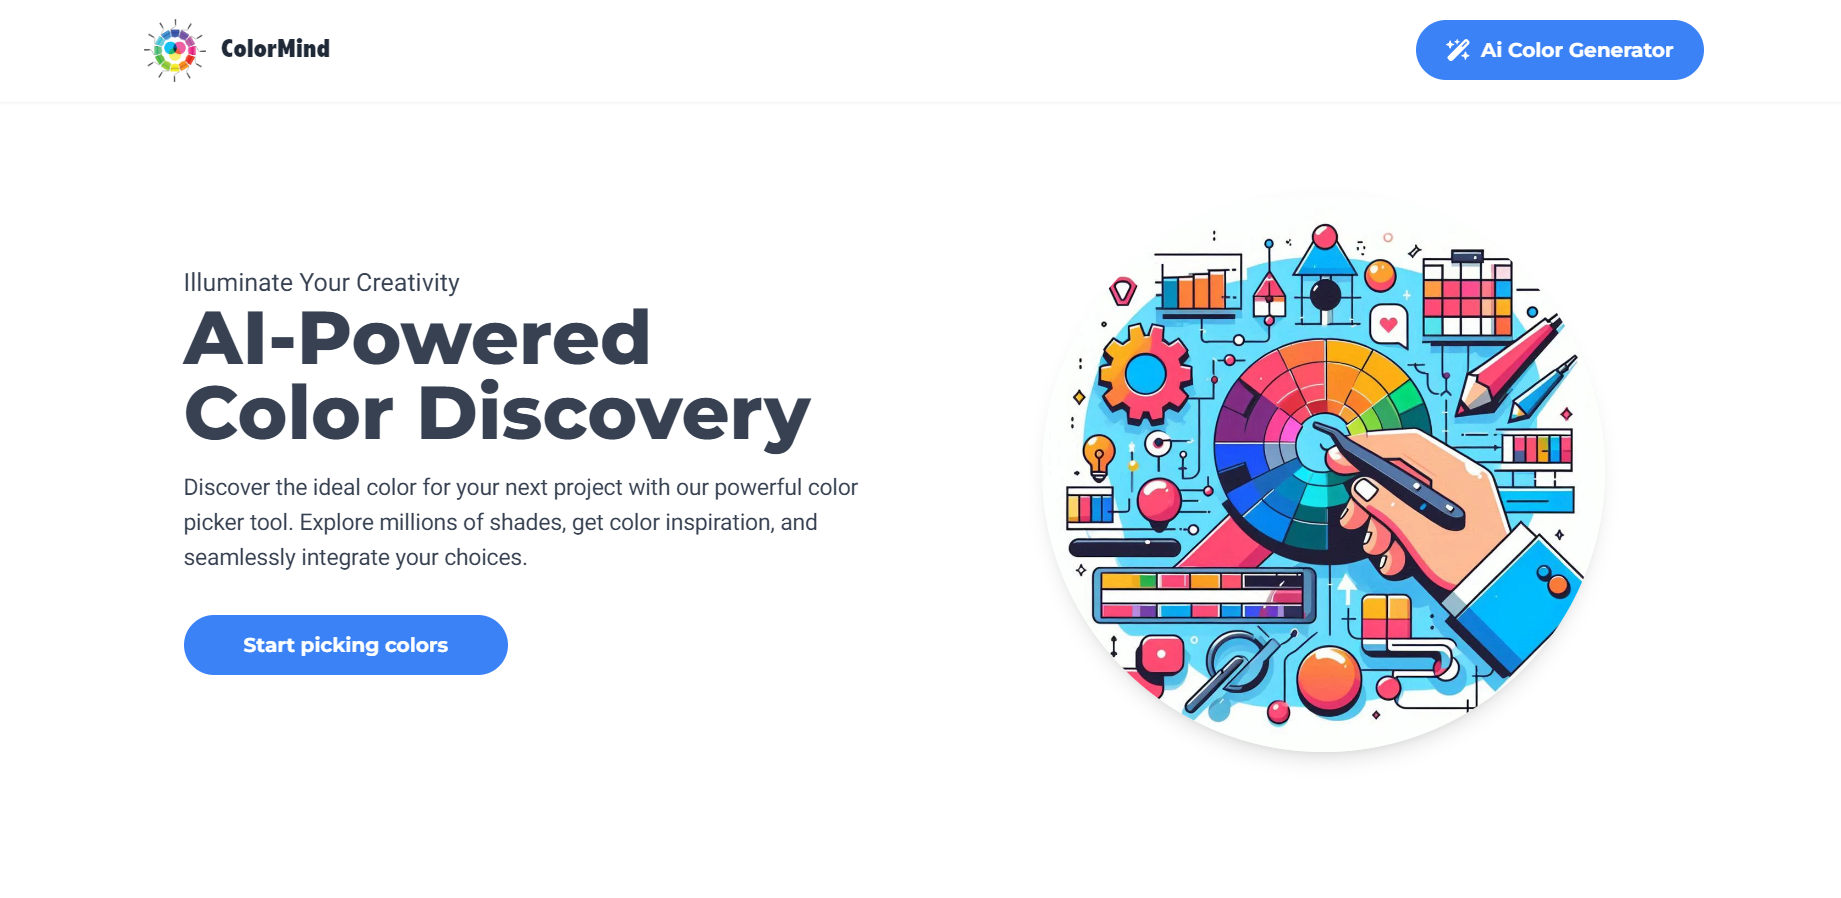 ColorMind
Ai Color Generator
Illuminate Your Creativity
AI-Powered
Color Discovery
Discover the ideal color for your next project with our powerful color
picker tool. Explore millions of shades, get color inspiration, and
seamlessly integrate your choices.
Start picking colors